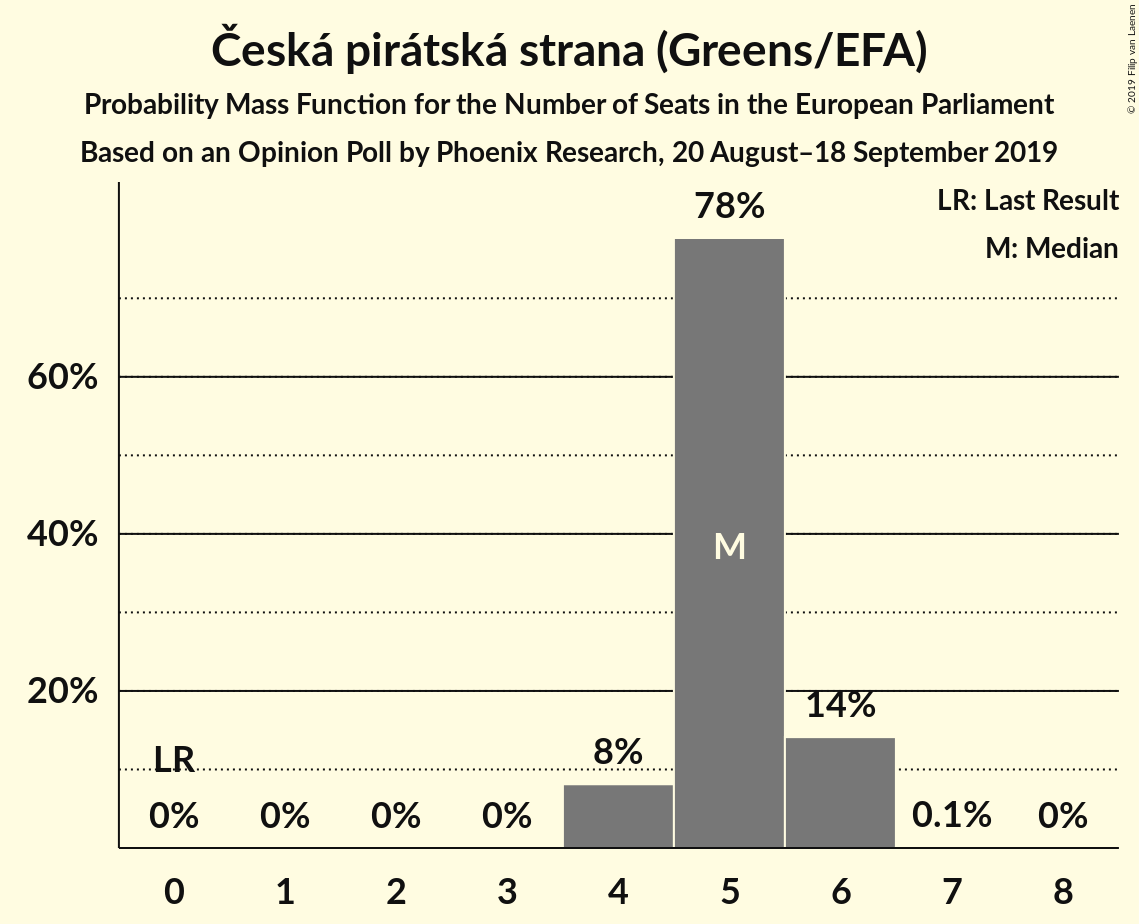 Česká pirátská strana (Greens/EFA)
Probability Mass Function for the Number of Seats in the European Parliament
Based on an Opinion Poll by Phoenix Research, 20 August–18 September 2019
© 2019 Filip van Laenen
LR: Last Result
M: Median
78%
60%
40%
M
20%
14%
8%
LR
0% 0% 0% 0% 0.1% 0%
0 1 2 3 4 5 6 7 8